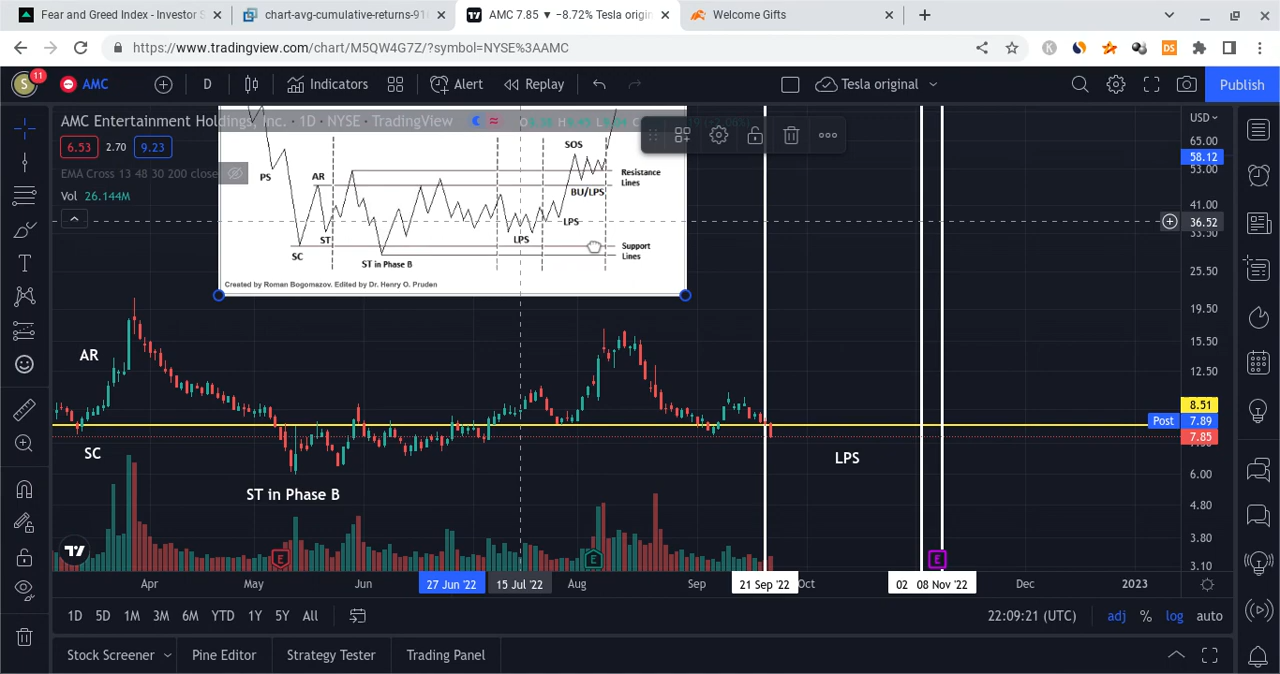 Fear and Greed Index - Investor S
chart-avg-cumulative-returns-916
AMC 7.85 ▼ −8.72% Tesla origin
Welcome Gifts
https://www.tradingview.com/chart/M5QW4G7Z/?symbol=NYSE%3AAMC
S 11 AMC D Indicators Alert Replay Tesla original Publish
AMC Entertainment Holdings, Inc. · 1D · NYSE · TradingView
6.53 2.70 9.23
EMA Cross 13 48 30 200 close
Vol 26.144M
SOS
PS
AR
Resistance
Lines
BU/LPS
LPS
ST
LPS
SC
ST in Phase B
Support
Lines
Created by Roman Bogomazov. Edited by Dr. Henry O. Pruden
USD
65.00
58.12
53.00
41.00
36.52
33.50
25.50
19.50
15.50
12.50
8.51
Post 7.89
7.85
6.00
4.80
3.80
3.10
AR
SC
ST in Phase B
LPS
E E E
Apr May Jun 27 Jun '22 15 Jul '22 Aug Sep 21 Sep '22 Oct 02 08 Nov '22 Dec 2023
1D 5D 1M 3M 6M YTD 1Y 5Y All 22:09:21 (UTC) adj % log auto
Stock Screener Pine Editor Strategy Tester Trading Panel